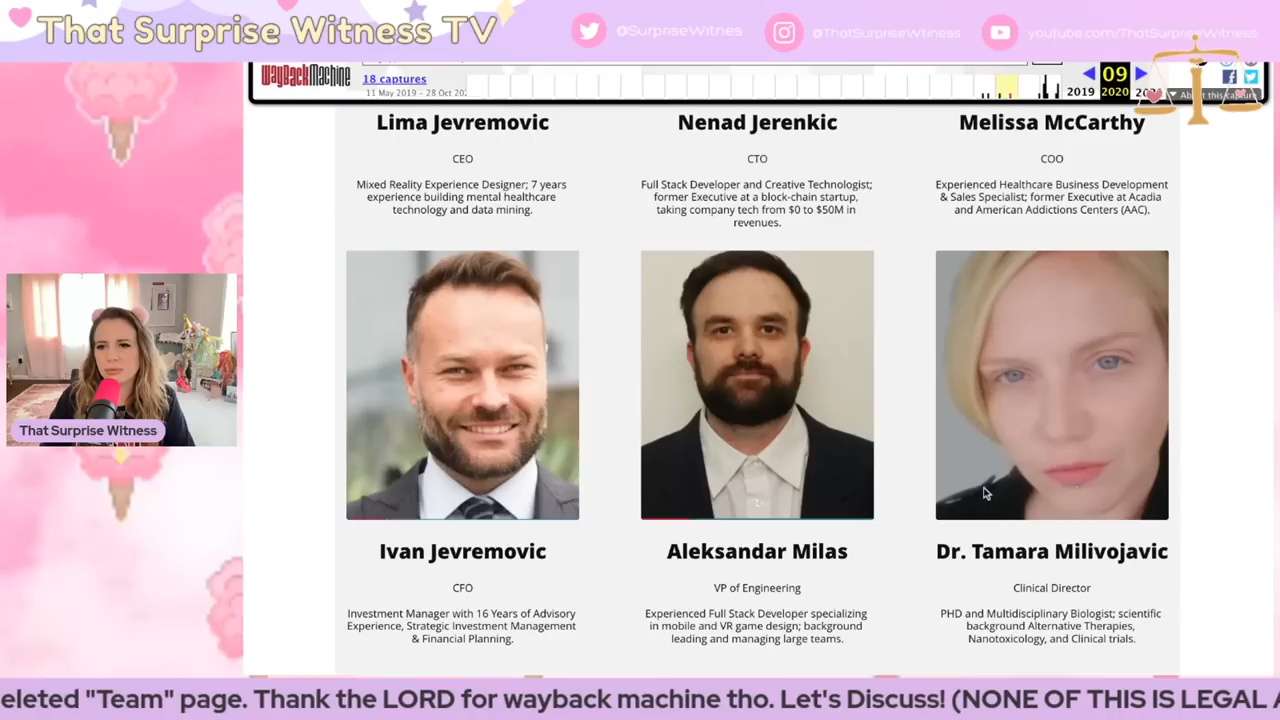 That Surprise Witness TV
@SurpriseWitnes
@ThatSurpriseWitness
youtube.com/ThatSurpriseWitness
WayBackMachine
18 captures
11 May 2019 - 28 Oct 202
2019
09
2020
About this capture
Lima Jevremovic
CEO
Mixed Reality Experience Designer; 7 years
experience building mental healthcare
technology and data mining.
Nenad Jerenkic
CTO
Full Stack Developer and Creative Technologist;
former Executive at a block-chain startup,
taking company tech from $0 to $50M in
revenues.
Melissa McCarthy
COO
Experienced Healthcare Business Development
& Sales Specialist; former Executive at Acadia
and American Addictions Centers (AAC).
That Surprise Witness
Ivan Jevremovic
CFO
Investment Manager with 16 Years of Advisory
Experience, Strategic Investment Management
& Financial Planning.
Aleksandar Milas
VP of Engineering
Experienced Full Stack Developer specializing
in mobile and VR game design; background
leading and managing large teams.
Dr. Tamara Milivojavic
Clinical Director
PHD and Multidisciplinary Biologist; scientific
background Alternative Therapies,
Nanotoxicology, and Clinical trials.
eleted "Team" page. Thank the LORD for wayback machine tho. Let's Discuss! (NONE OF THIS IS LEGAL A